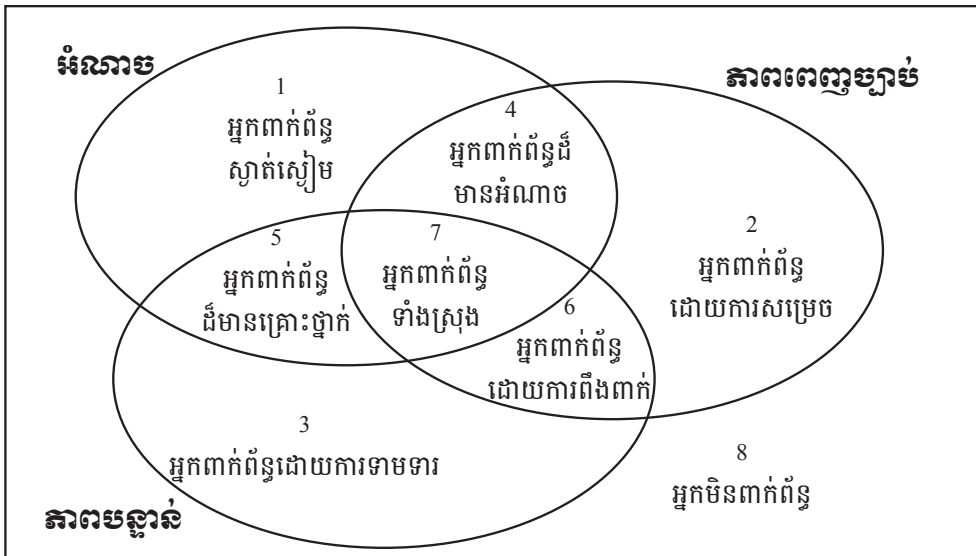 អំណាច
ភាពពេញច្បាប់
1
អ្នកពាក់ព័ន្ធ
ស្ងាត់ស្ងៀម
4
អ្នកពាក់ព័ន្ធដ៏
មានអំណាច
2
អ្នកពាក់ព័ន្ធ
ដោយការសម្រេច
5
អ្នកពាក់ព័ន្ធ
ដ៏មានគ្រោះថ្នាក់
7
អ្នកពាក់ព័ន្ធ
ទាំងស្រុង
6
អ្នកពាក់ព័ន្ធ
ដោយការពឹងពាក់
3
អ្នកពាក់ព័ន្ធដោយការទាមទារ
8
អ្នកមិនពាក់ព័ន្ធ
ភាពបន្ទាន់